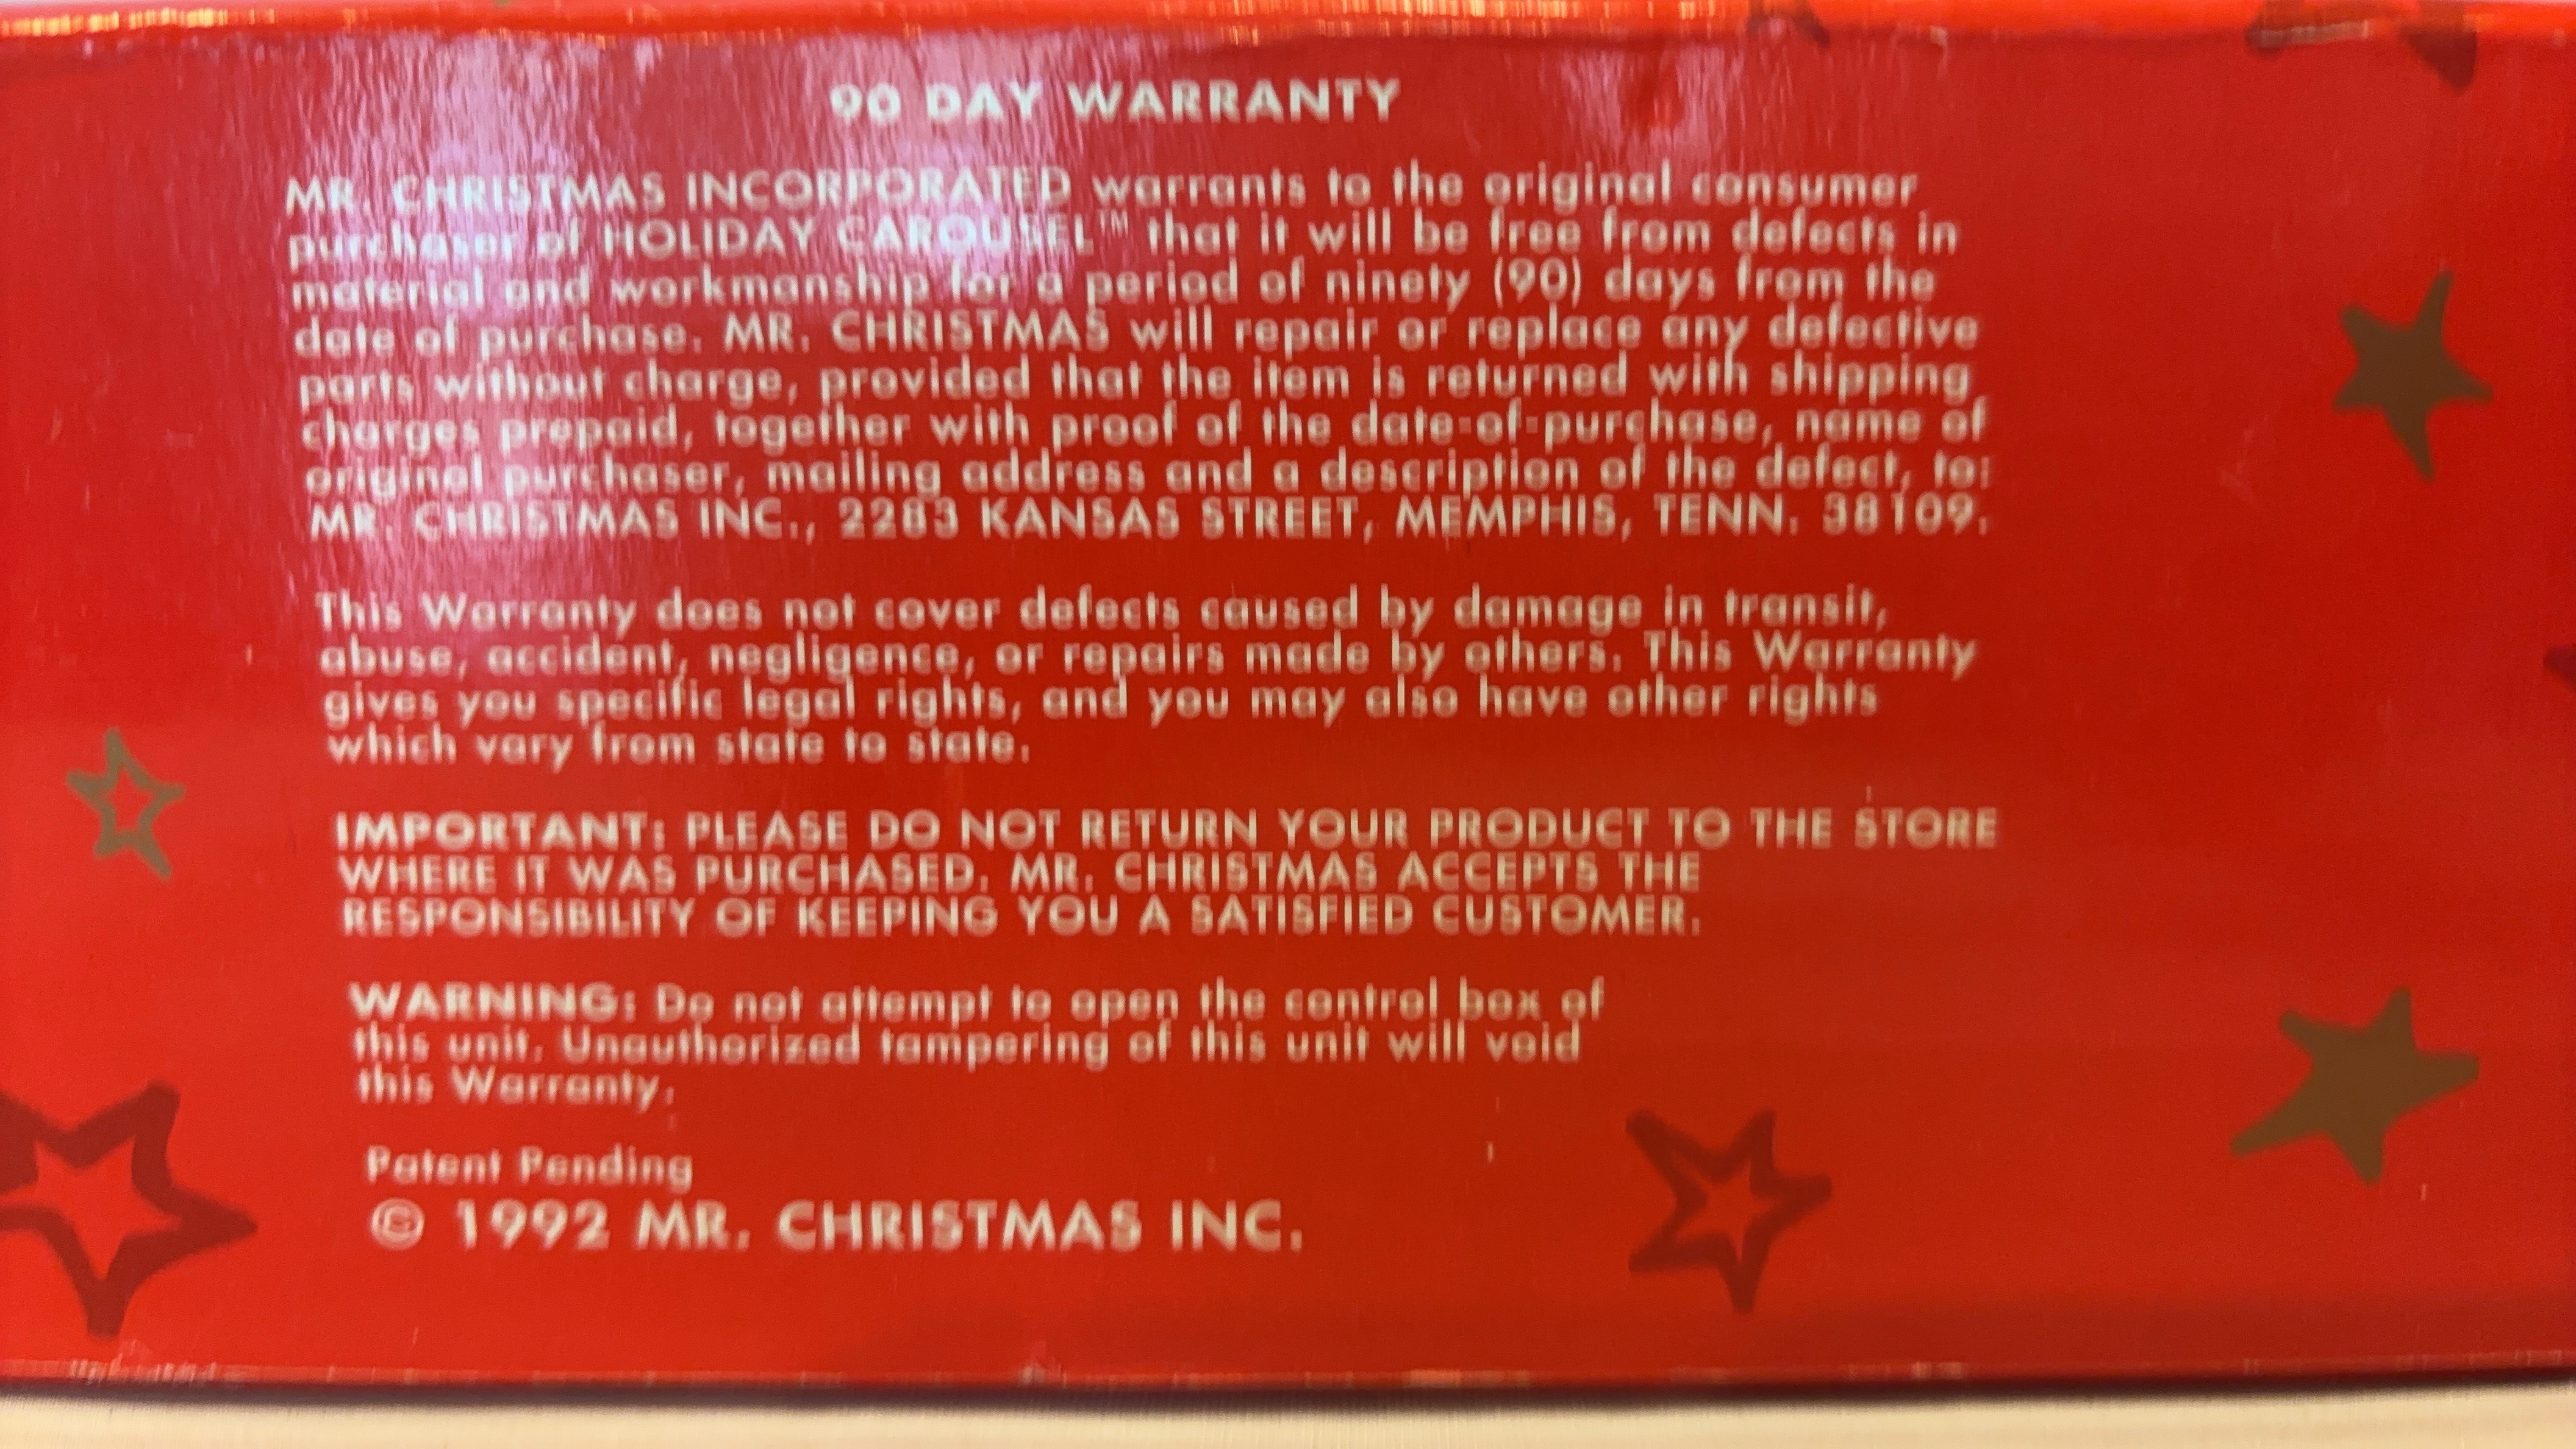 90 DAY WARRANTY
MR. CHRISTMAS INCORPORATED warrants to the original consumer
purchaser of HOLIDAY CAROUSEL™ that it will be free from defects in
material and workmanship for a period of ninety (90) days from the
date of purchase. MR. CHRISTMAS will repair or replace any defective
parts without charge, provided that the item is returned with shipping
charges prepaid, together with proof of the date-of-purchase, name of
original purchaser, mailing address and a description of the defect, to:
MR. CHRISTMAS INC., 2283 KANSAS STREET, MEMPHIS, TENN. 38109.
This Warranty does not cover defects caused by damage in transit,
abuse, accident, negligence, or repairs made by others. This Warranty
gives you specific legal rights, and you may also have other rights
which vary from state to state.
IMPORTANT: PLEASE DO NOT RETURN YOUR PRODUCT TO THE STORE
WHERE IT WAS PURCHASED. MR. CHRISTMAS ACCEPTS THE
RESPONSIBILITY OF KEEPING YOU A SATISFIED CUSTOMER.
WARNING: Do not attempt to open the control box of
this unit. Unauthorized tampering of this unit will void
this Warranty.
Patent Pending
© 1992 MR. CHRISTMAS INC.